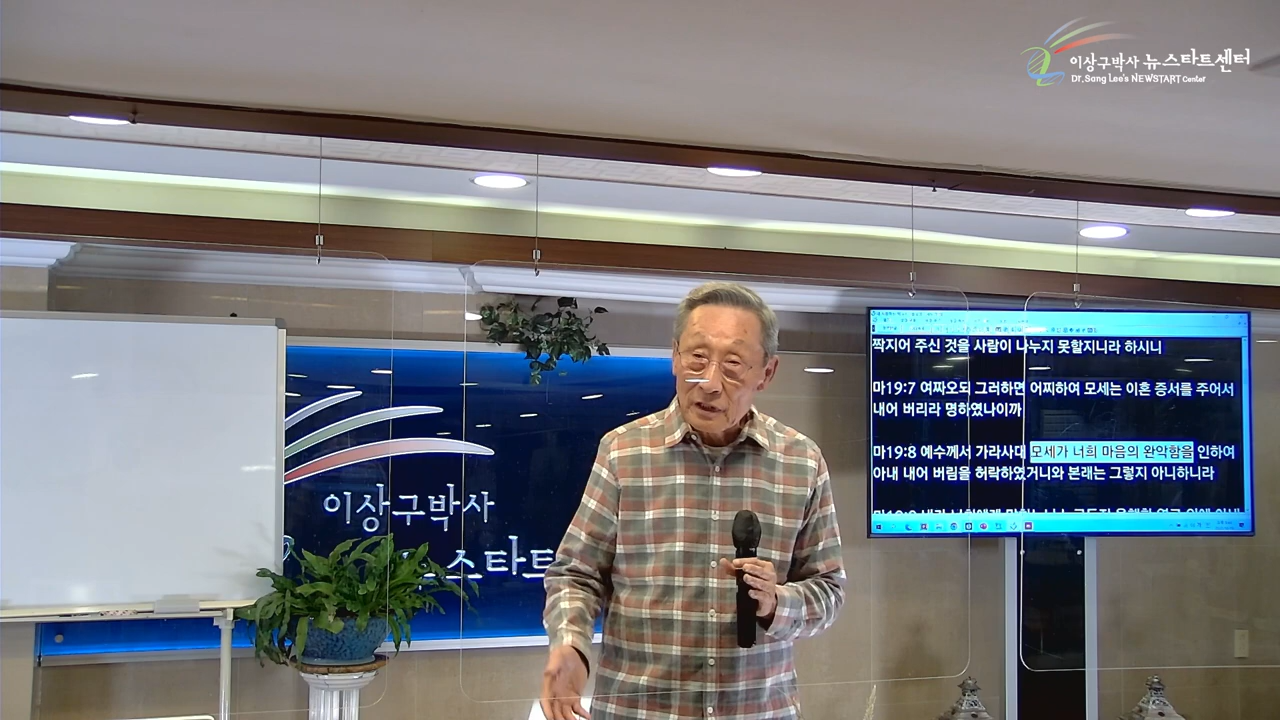 이상구박사 뉴스타트센터
Dr. Sang Lee's NEWSTART Center
이상구박사
스타트
짝지어 주신 것을 사람이 나누지 못할지니라 하시니
마19:7 여짜오되 그러하면 어찌하여 모세는 이혼 증서를 주어서
내어 버리라 명하였나이까
마19:8 예수께서 가라사대 모세가 너희 마음의 완악함을 인하여
아내 내어 버림을 허락하였거니와 본래는 그렇지 아니하니라